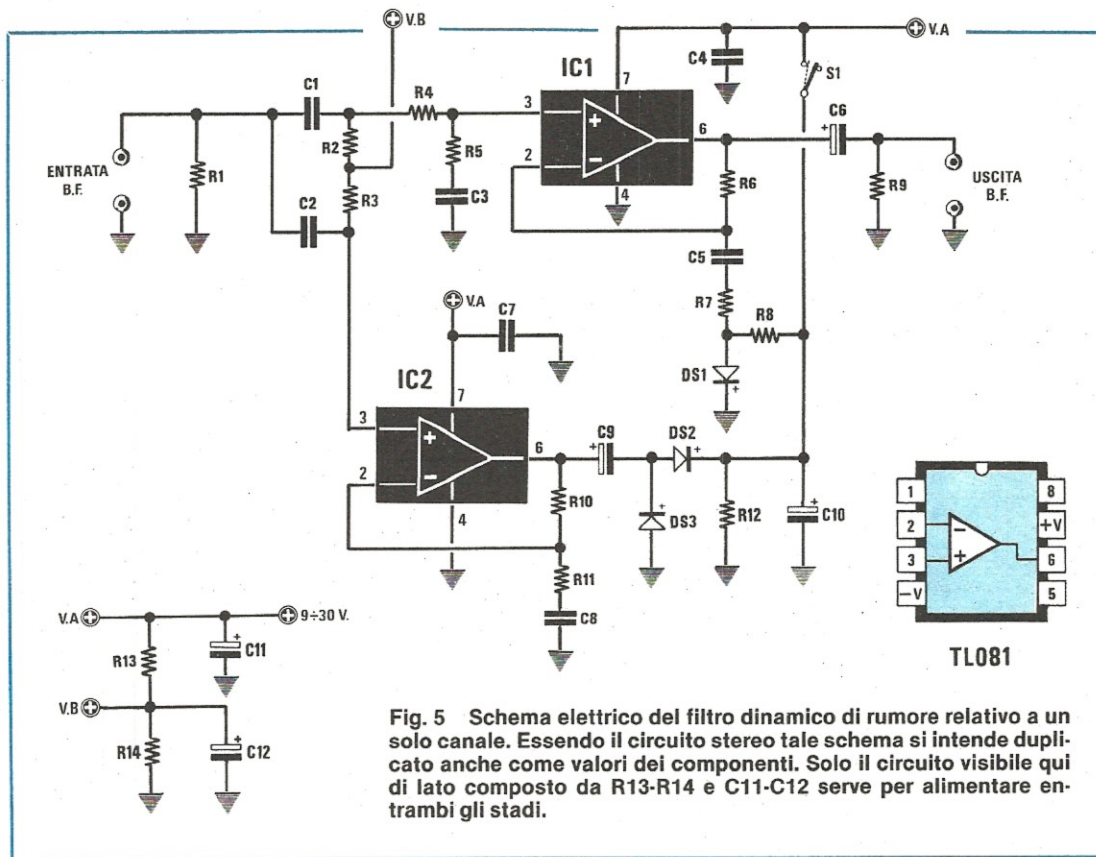 V.B
V.A
IC1
C4
S1
C1
R4
7
C6
+
3
+
6
R2
R5
2
−
ENTRATA
B.F.
R1
R6
R9
USCITA
B.F.
R3
C3
4
C2
C5
V.A
R7
R8
C7
IC2
DS1
+
7
3
+
6
C9
+
DS2
+
2
−
R10
DS3
+
R12
+
C10
4
R11
C8
1
8
2
−
+V
3
+
6
−V
5
TL081
V.A
9÷30 V.
R13
+
C11
V.B
R14
+
C12
Fig. 5 Schema elettrico del filtro dinamico di rumore relativo a un
solo canale. Essendo il circuito stereo tale schema si intende dupli-
cato anche come valori dei componenti. Solo il circuito visibile qui
di lato composto da R13-R14 e C11-C12 serve per alimentare en-
trambi gli stadi.